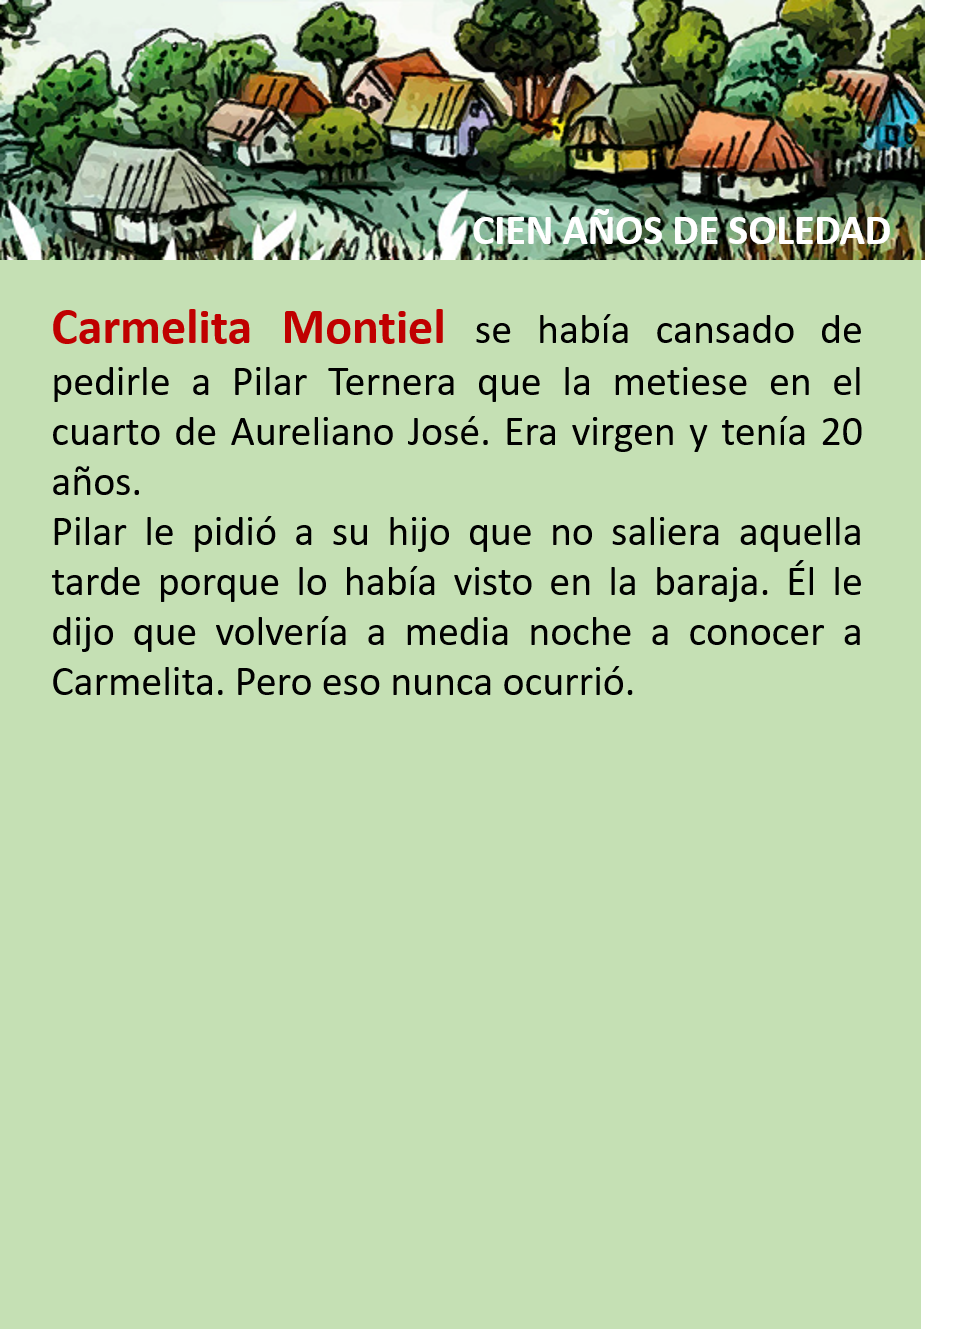 CIEN AÑOS DE SOLEDAD
Carmelita Montiel se había cansado de
pedirle a Pilar Ternera que la metiese en el
cuarto de Aureliano José. Era virgen y tenía 20
años.
Pilar le pidió a su hijo que no saliera aquella
tarde porque lo había visto en la baraja. Él le
dijo que volvería a media noche a conocer a
Carmelita. Pero eso nunca ocurrió.